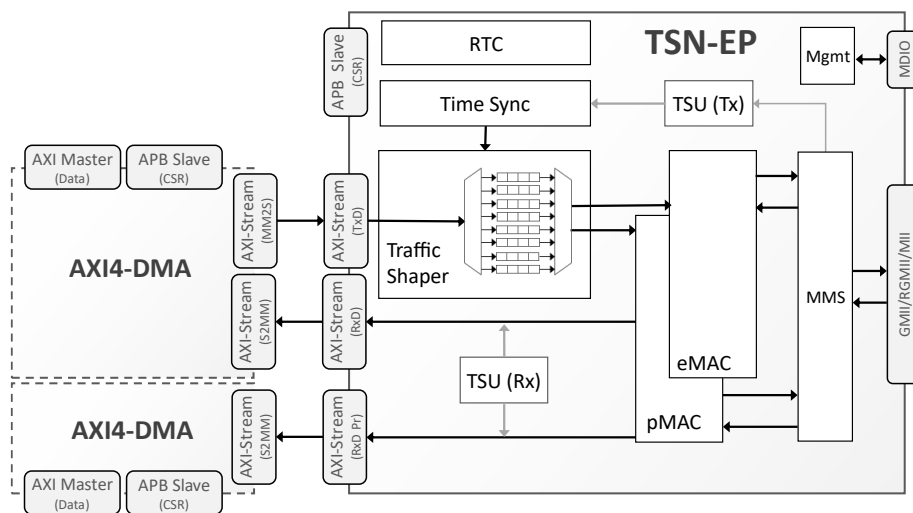 RTC
TSN-EP
Mgmt
MDIO
APB Slave
(CSR)
Time Sync
TSU (Tx)
AXI Master
(Data)
APB Slave
(CSR)
AXI-Stream
(MM2S)
AXI-Stream
(TxD)
Traffic
Shaper
AXI4-DMA
AXI-Stream
(S2MM)
AXI-Stream
(RxD)
TSU (Rx)
eMAC
pMAC
MMS
GMII/RGMII/MII
AXI4-DMA
AXI-Stream
(S2MM)
AXI-Stream
(RxD Pr)
AXI Master
(Data)
APB Slave
(CSR)